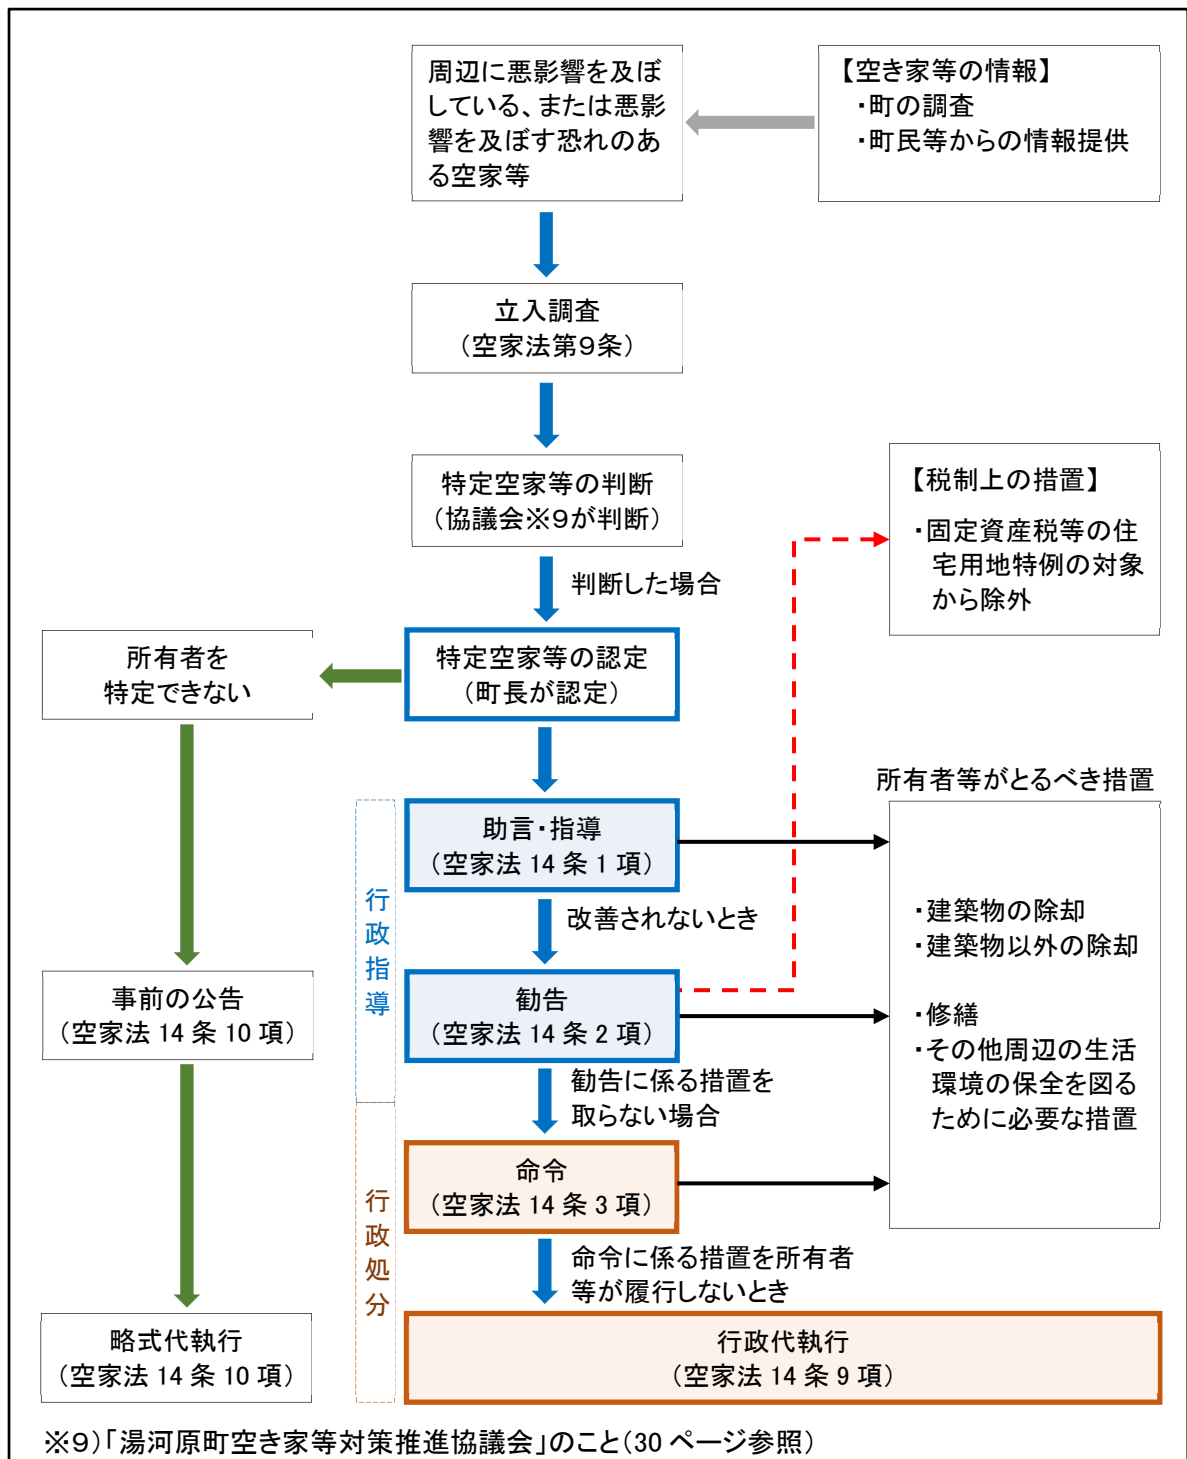 周辺に悪影響を及ぼ
している、または悪影
響を及ぼす恐れのあ
る空家等
【空き家等の情報】
・町の調査
・町民等からの情報提供
立入調査
（空家法第９条）
特定空家等の判断
（協議会※９が判断）
【税制上の措置】
・固定資産税等の住
宅用地特例の対象
から除外
判断した場合
所有者を
特定できない
特定空家等の認定
（町長が認定）
所有者等がとるべき措置
行政指導
助言・指導
（空家法 14 条 1 項）
改善されないとき
・建築物の除却
・建築物以外の除却
・修繕
・その他周辺の生活
環境の保全を図る
ために必要な措置
事前の公告
（空家法 14 条 10 項）
勧告
（空家法 14 条 2 項）
勧告に係る措置を
取らない場合
行政処分
命令
（空家法 14 条 3 項）
命令に係る措置を所有者
等が履行しないとき
略式代執行
（空家法 14 条 10 項）
行政代執行
（空家法 14 条 9 項）
※９）「湯河原町空き家等対策推進協議会」のこと（30 ページ参照）